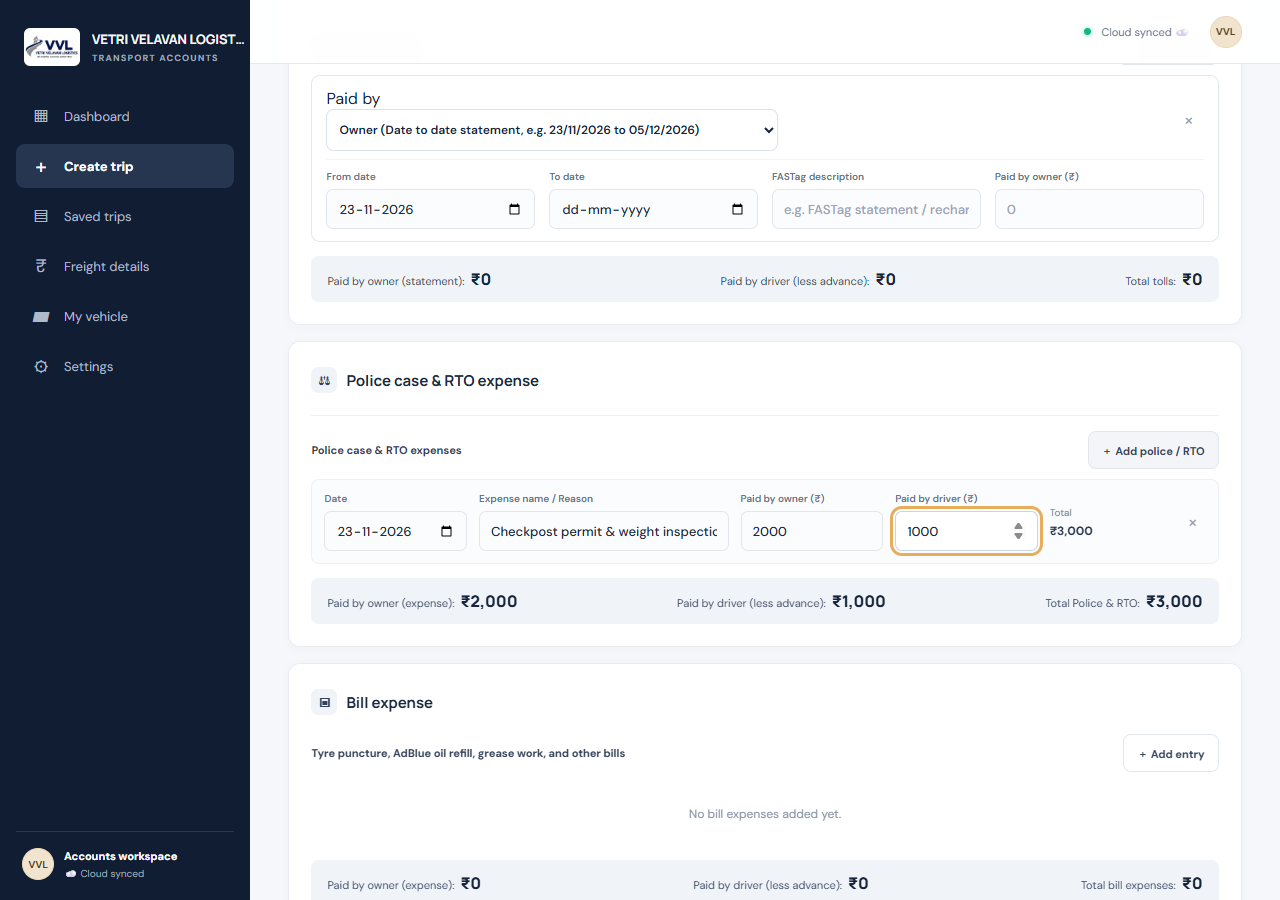 VVL
VETRI VELAVAN LOGISTICS
VETRI VELAVAN LOGIST...
TRANSPORT ACCOUNTS
Cloud synced
VVL
Dashboard
+ Create trip
Saved trips
₹ Freight details
My vehicle
Settings
VVL
Accounts workspace
Cloud synced
Paid by
Owner (Date to date statement, e.g. 23/11/2026 to 05/12/2026)
×
From date To date FASTag description Paid by owner (₹)
23-11-2026 dd-mm-yyyy e.g. FASTag statement / rechar 0
Paid by owner (statement): ₹0 Paid by driver (less advance): ₹0 Total tolls: ₹0
Police case & RTO expense
Police case & RTO expenses + Add police / RTO
Date Expense name / Reason Paid by owner (₹) Paid by driver (₹) Total
23-11-2026 Checkpost permit & weight inspectic 2000 1000 ₹3,000 ×
Paid by owner (expense): ₹2,000 Paid by driver (less advance): ₹1,000 Total Police & RTO: ₹3,000
Bill expense
Tyre puncture, AdBlue oil refill, grease work, and other bills + Add entry
No bill expenses added yet.
Paid by owner (expense): ₹0 Paid by driver (less advance): ₹0 Total bill expenses: ₹0